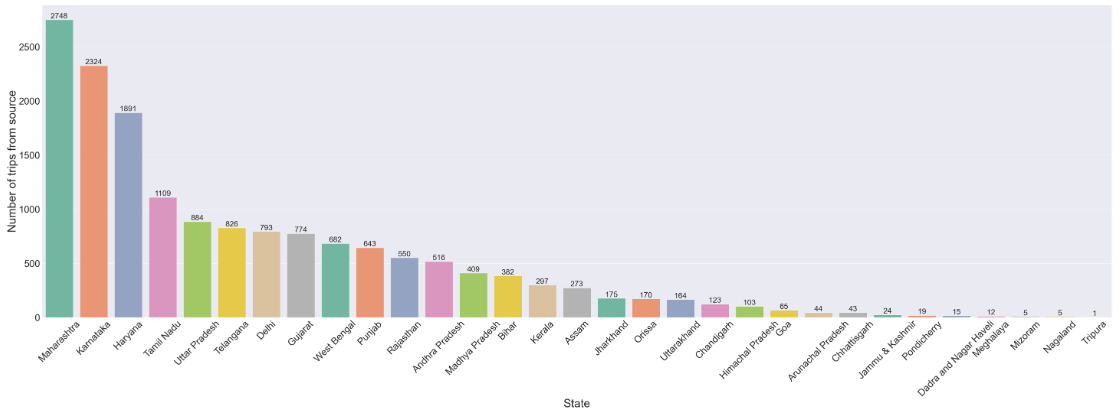 Number of trips from source
2500
2000
1500
1000
500
0
2748
2324
1891
1109
884
826
793
774
682
643
550
516
409
382
297
273
175
170
164
123
103
65
44
43
24
19
15
12
5
5
1
Maharashtra
Karnataka
Haryana
Tamil Nadu
Uttar Pradesh
Telangana
Delhi
Gujarat
West Bengal
Punjab
Rajasthan
Andhra Pradesh
Madhya Pradesh
Bihar
Kerala
Assam
Jharkhand
Orissa
Uttarakhand
Chandigarh
Himachal Pradesh
Goa
Arunachal Pradesh
Chhattisgarh
Jammu & Kashmir
Pondicherry
Dadra and Nagar Haveli
Meghalaya
Mizoram
Nagaland
Tripura
State